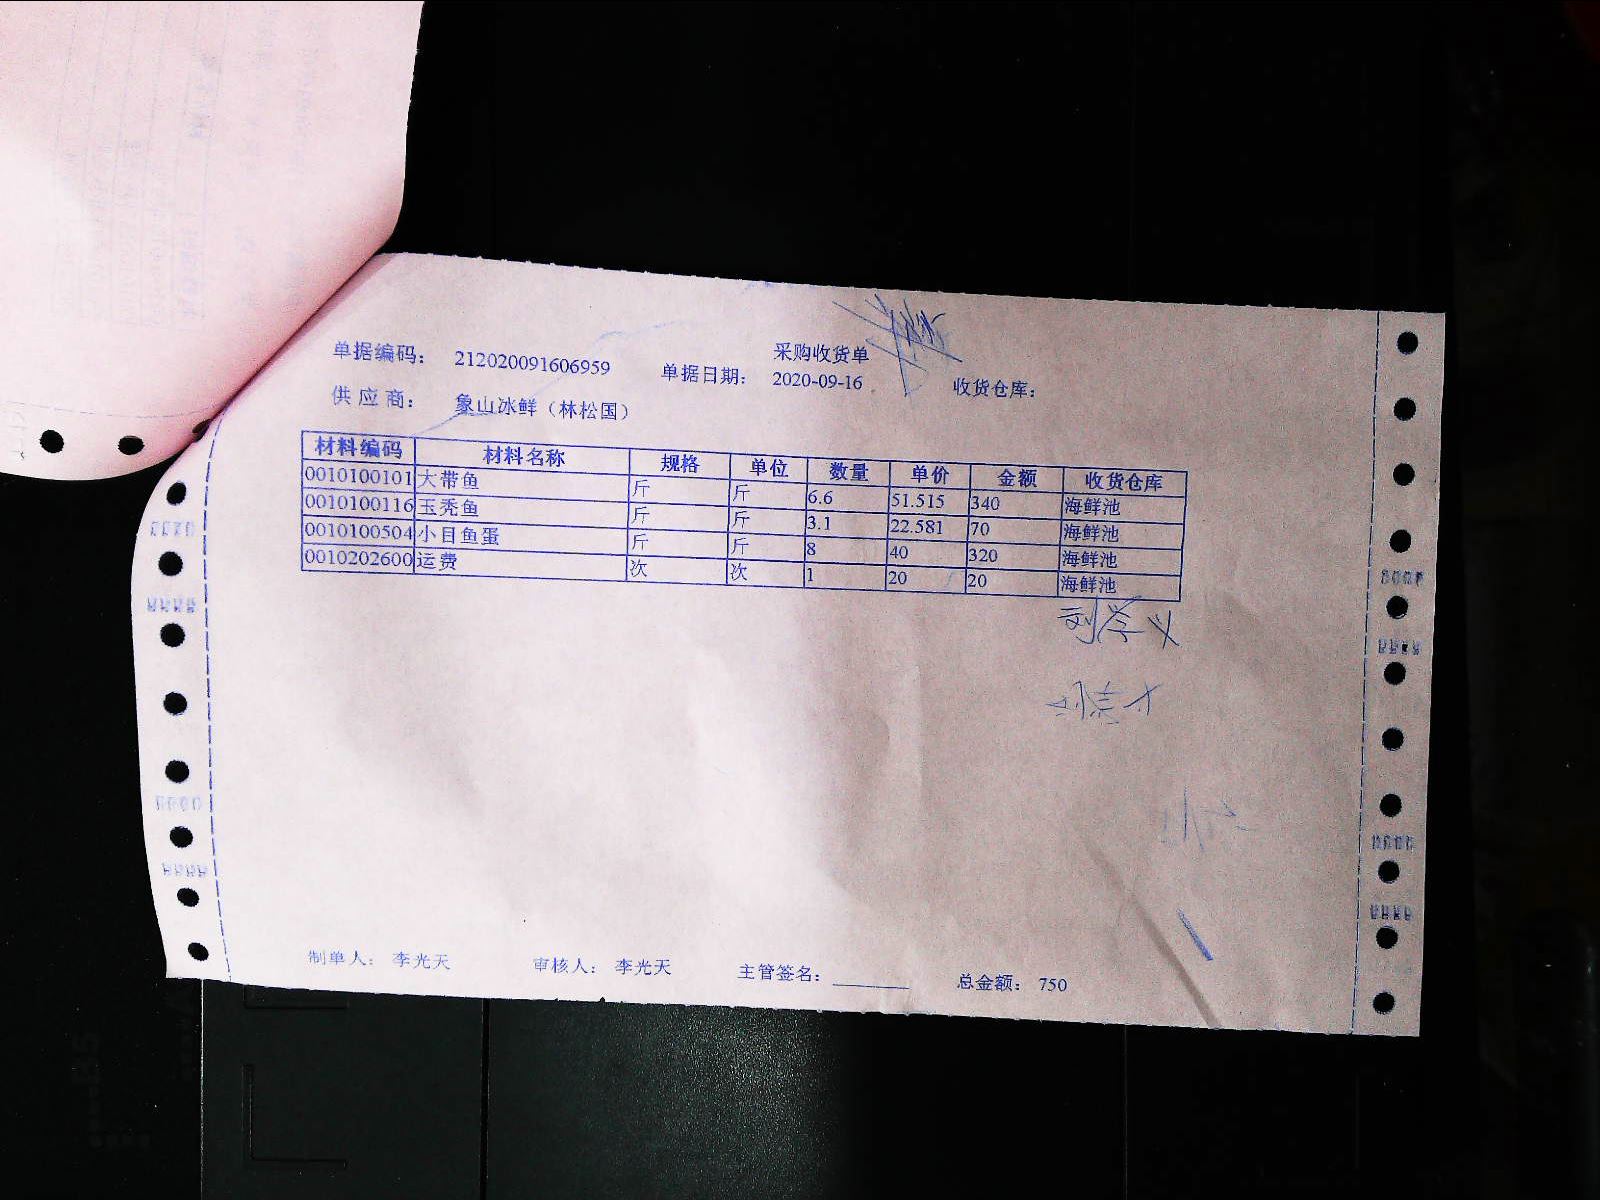 采购收货单
单据编码： 212020091606959 单据日期： 2020-09-16 收货仓库：
供应商： 象山冰鲜（林松国）
材料编码 材料名称 规格 单位 数量 单价 金额 收货仓库
0010100101 大带鱼 斤 斤 6.6 51.515 340 海鲜池
0010100116 玉秃鱼 斤 斤 3.1 22.581 70 海鲜池
0010100504 小目鱼蛋 斤 斤 8 40 320 海鲜池
0010202600 运费 次 次 1 20 20 海鲜池
刘学义
制单人： 李光天 审核人： 李光天 主管签名： 总金额： 750